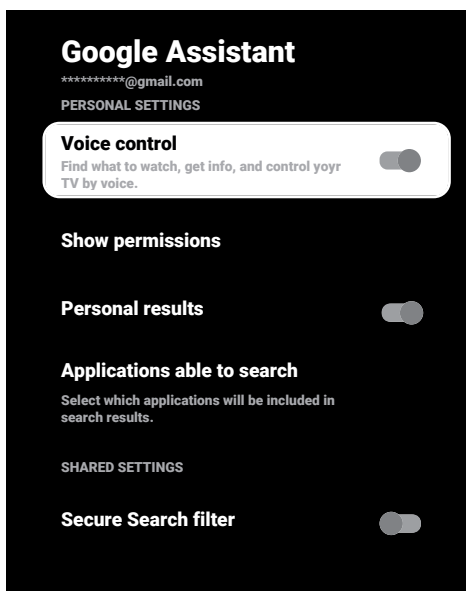 Google Assistant
**********@gmail.com
PERSONAL SETTINGS
Voice control
Find what to watch, get info, and control yoyr
TV by voice.
Show permissions
Personal results
Applications able to search
Select which applications will be included in
search results.
SHARED SETTINGS
Secure Search filter